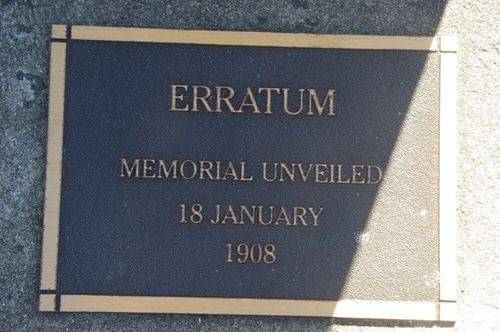 ERRATUM
MEMORIAL UNVEILED
18 JANUARY
1908